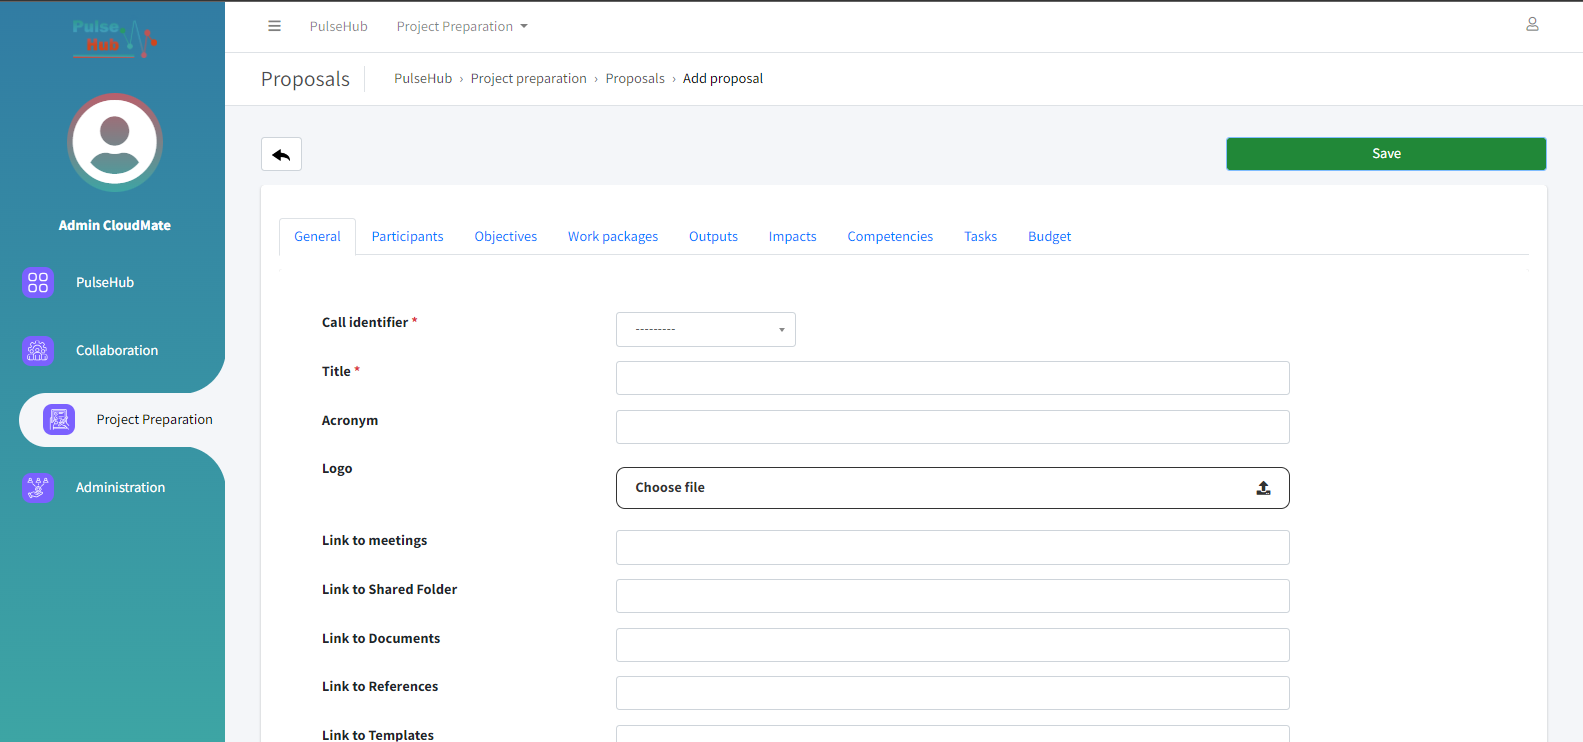 Pulse
Hub
PulseHub
Project Preparation
Proposals
PulseHub › Project preparation › Proposals › Add proposal
Save
Admin CloudMate
PulseHub
Collaboration
Project Preparation
Administration
General
Participants
Objectives
Work packages
Outputs
Impacts
Competencies
Tasks
Budget
Call identifier *
---------
Title *
Acronym
Logo
Choose file
Link to meetings
Link to Shared Folder
Link to Documents
Link to References
Link to Templates